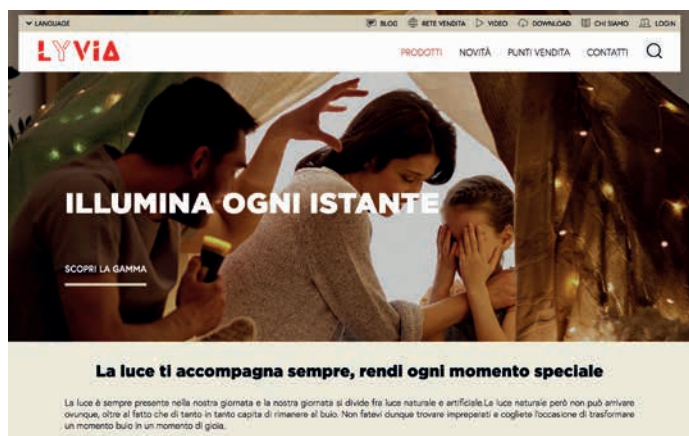 LANGUAGE BLOG RETE VENDITA VIDEO DOWNLOAD CHI SIAMO LOGIN
LYViA PRODOTTI NOVITÀ PUNTI VENDITA CONTATTI
ILLUMINA OGNI ISTANTE
SCOPRI LA GAMMA
La luce ti accompagna sempre, rendi ogni momento speciale
La luce è sempre presente nella nostra giornata e la nostra giornata si divide fra luce naturale e artificiale.La luce naturale però non può arrivare
ovunque, oltre al fatto che di tanto in tanto capita di rimanere al buio. Non fatevi dunque trovare impreparati e cogliete l'occasione di trasformare
un momento buio in un momento di gioia.